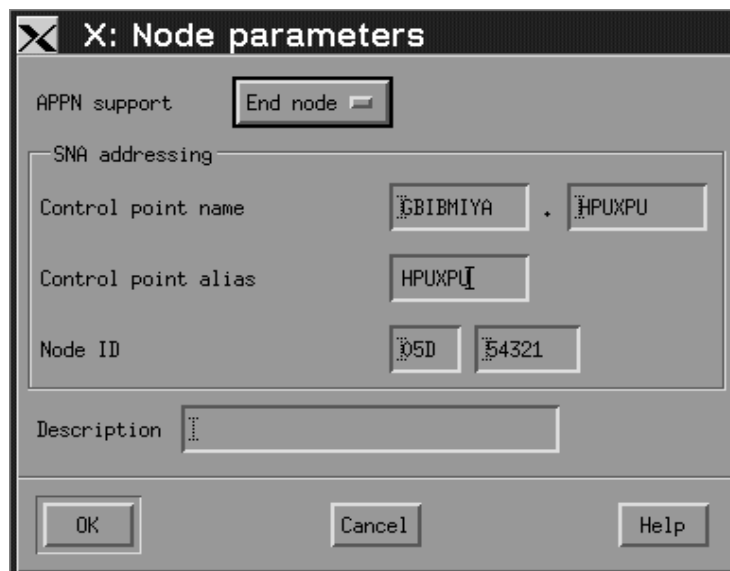 X: Node parameters
APPN support End node
SNA addressing
Control point name GBIBMIYA . HPUXPU
Control point alias HPUXPU
Node ID 05D 54321
Description
OK Cancel Help